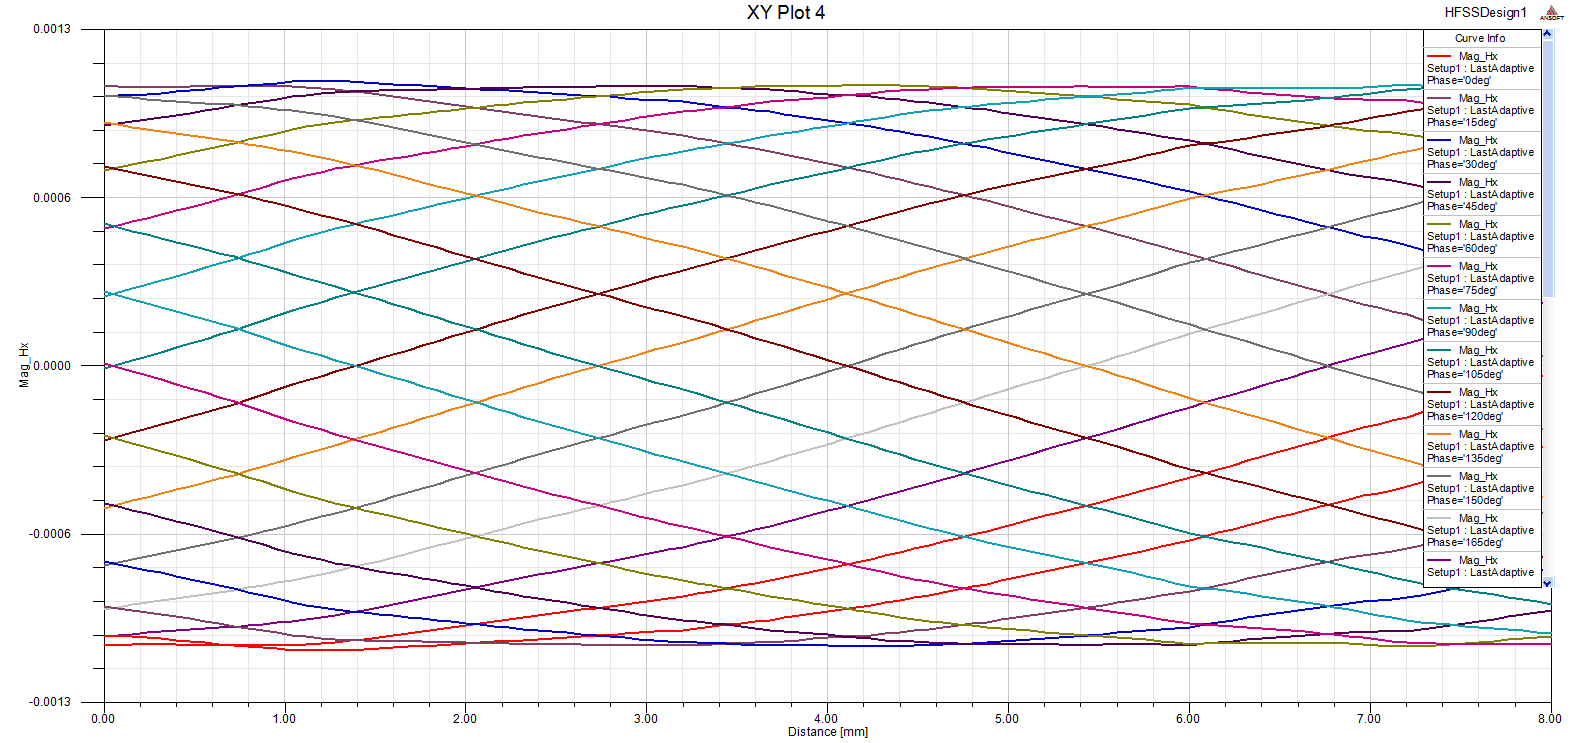 XY Plot 4
HFSSDesign1
ANSOFT
0.0013
0.0006
0.0000
-0.0006
-0.0013
Mag_Hx
0.00 1.00 2.00 3.00 4.00 5.00 6.00 7.00 8.00
Distance [mm]
Curve Info
Mag_Hx
Setup1 : LastAdaptive
Phase='0deg'
Mag_Hx
Setup1 : LastAdaptive
Phase='15deg'
Mag_Hx
Setup1 : LastAdaptive
Phase='30deg'
Mag_Hx
Setup1 : LastAdaptive
Phase='45deg'
Mag_Hx
Setup1 : LastAdaptive
Phase='60deg'
Mag_Hx
Setup1 : LastAdaptive
Phase='75deg'
Mag_Hx
Setup1 : LastAdaptive
Phase='90deg'
Mag_Hx
Setup1 : LastAdaptive
Phase='105deg'
Mag_Hx
Setup1 : LastAdaptive
Phase='120deg'
Mag_Hx
Setup1 : LastAdaptive
Phase='135deg'
Mag_Hx
Setup1 : LastAdaptive
Phase='150deg'
Mag_Hx
Setup1 : LastAdaptive
Phase='165deg'
Mag_Hx
Setup1 : LastAdaptive